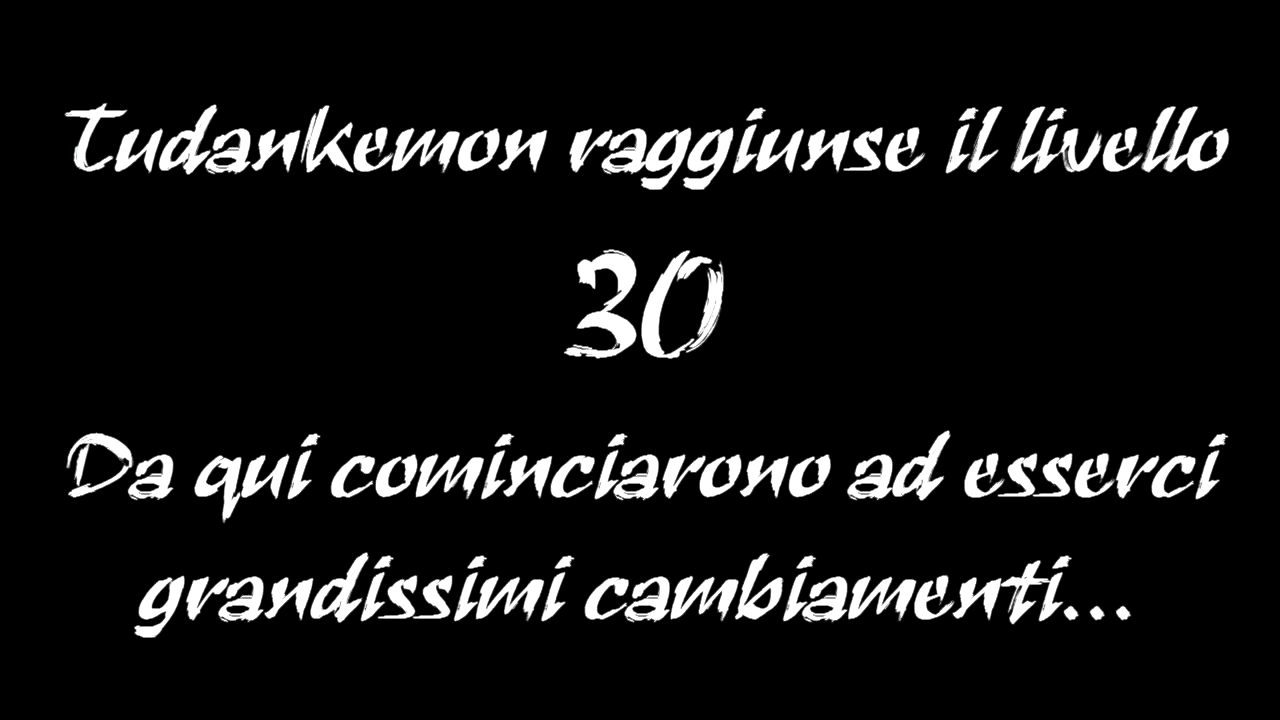 Tudankemon raggiunse il livello
30
Da qui cominciarono ad esserci
grandissimi cambiamenti...